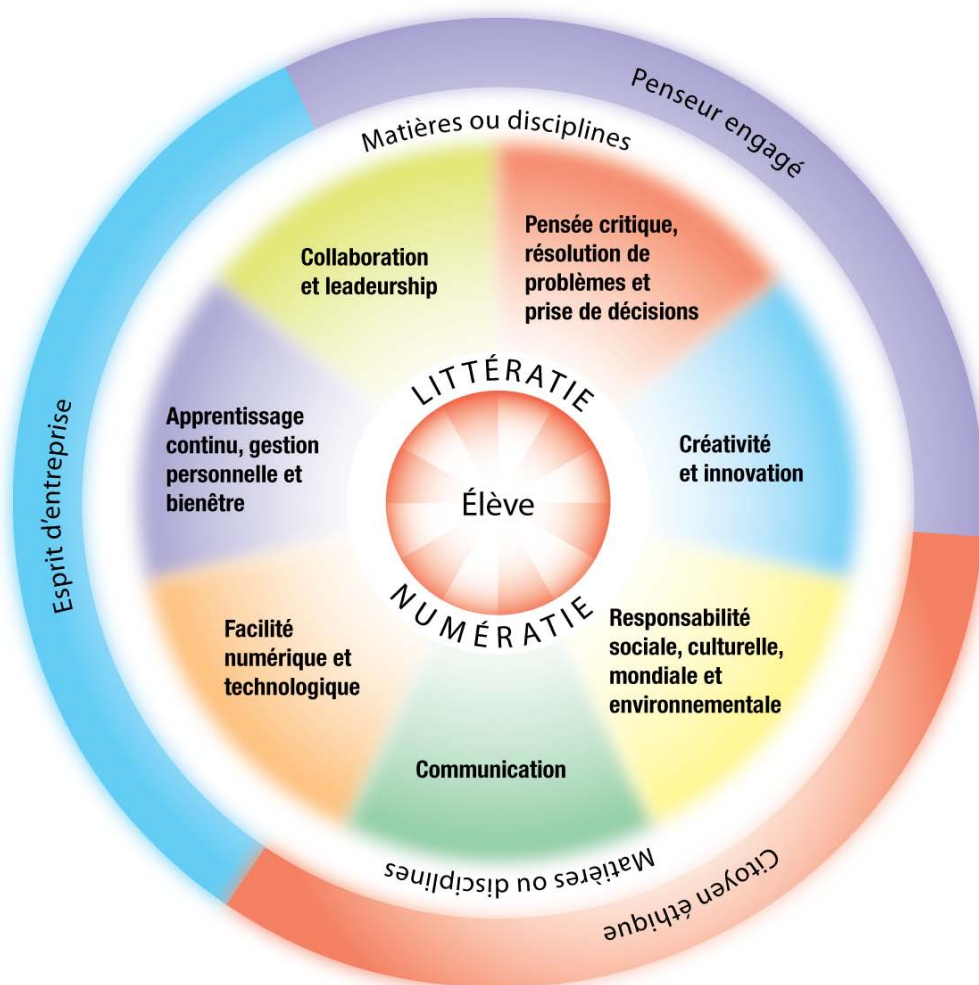 Penseur engagé
Matières ou disciplines
Pensée critique,
résolution de
problèmes et
prise de décisions
Collaboration
et leadeurship
LITTÉRATIE
Apprentissage
continu, gestion
personnelle et
bienêtre
Créativité
et innovation
Esprit d'entreprise
Élève
NUMÉRATIE
Facilité
numérique et
technologique
Responsabilité
sociale, culturelle,
mondiale et
environnementale
Communication
Matières ou disciplines
Citoyen éthique